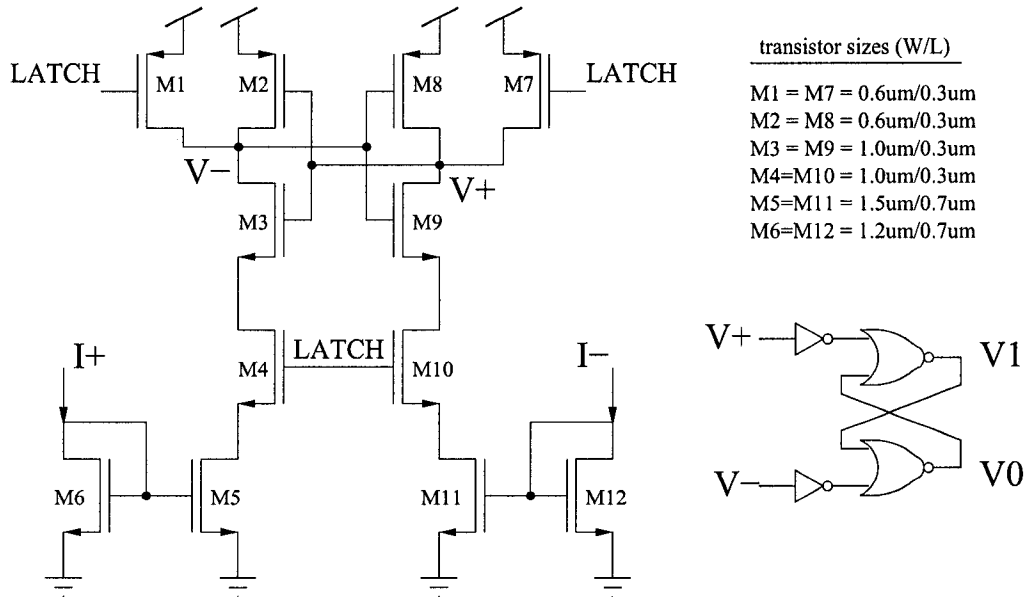 transistor sizes (W/L)
LATCH
M1
M2
M8
M7
LATCH
M1 = M7 = 0.6um/0.3um
M2 = M8 = 0.6um/0.3um
M3 = M9 = 1.0um/0.3um
M4=M10 = 1.0um/0.3um
M5=M11 = 1.5um/0.7um
M6=M12 = 1.2um/0.7um
V−
V+
M3
M9
I+
M4
LATCH
M10
I−
V+
V1
M6
M5
M11
M12
V−
V0